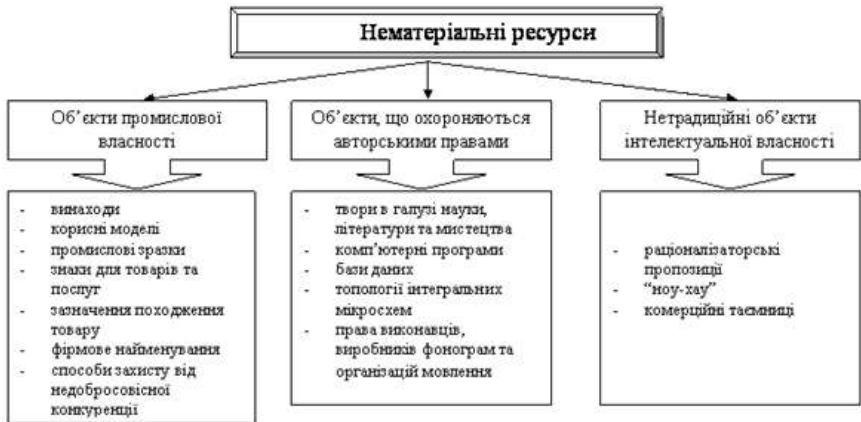 Нематеріальні ресурси
Об’єкти промислової
власності
Об’єкти, що охороняються
авторськими правами
Нетрадиційні об’єкти
інтелектуальної власності
- винаходи
- корисні моделі
- промислові зразки
- знаки для товарів та
послуг
- зазначення походження
товару
- фірмове найменування
- способи захисту від
недобросовісної
конкуренції
- твори в галузі науки,
літератури та мистецтва
- комп’ютерні програми
- бази даних
- топології інтегральних
мікросхем
- права виконавців,
виробників фонограм та
організацій мовлення
- раціоналізаторські
пропозиції
- “ноу-хау”
- комерційні таємниці